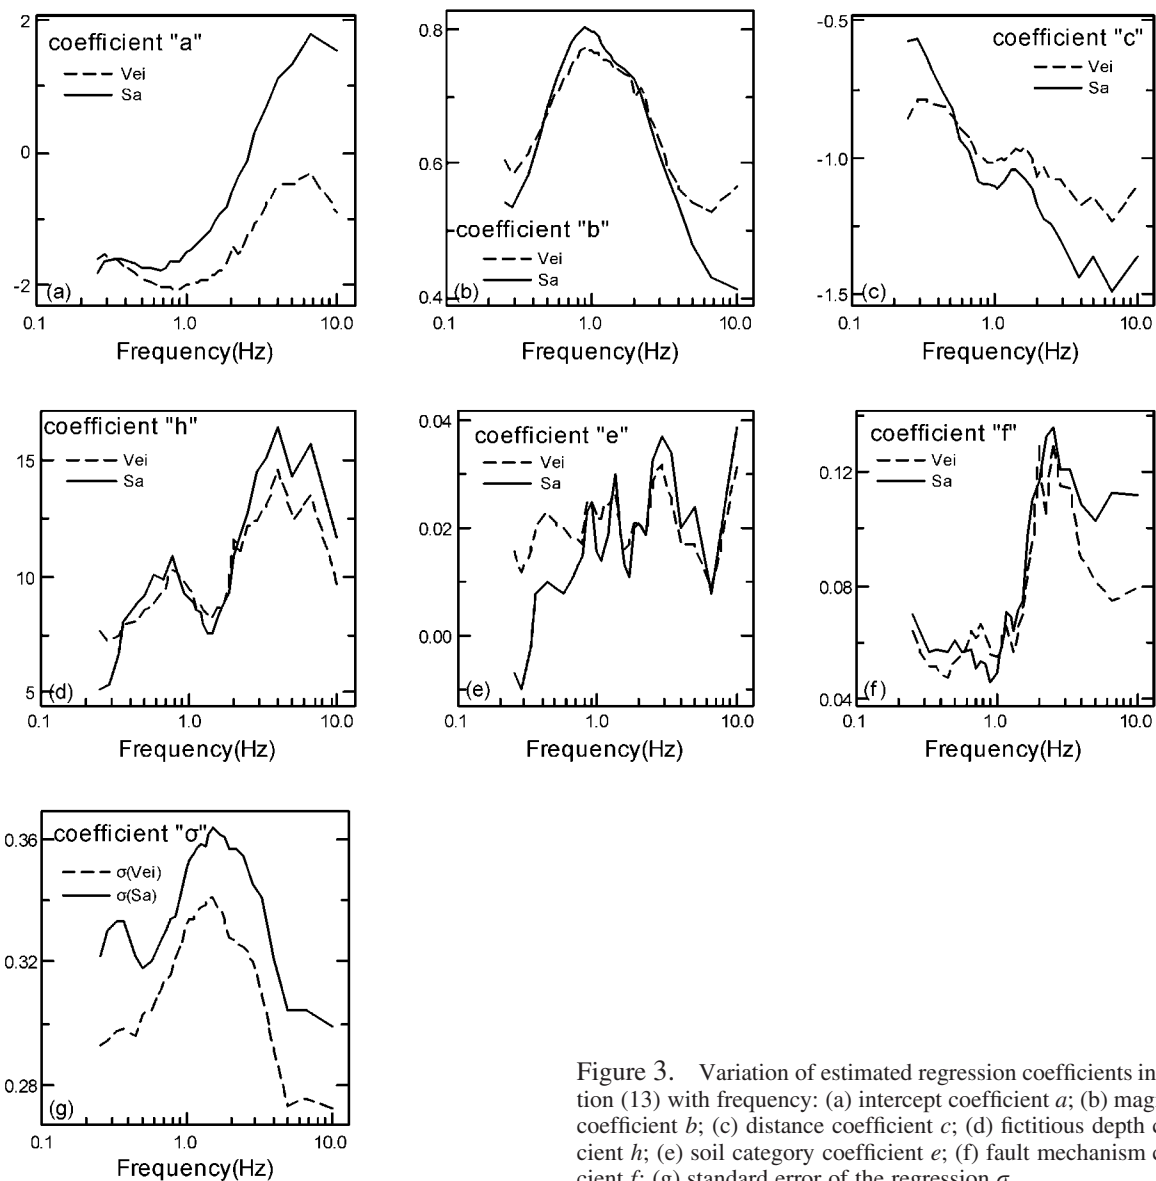 2
0
-2
coefficient "a"
Vei
Sa
(a)
0.1
1.0
10.0
Frequency(Hz)
0.8
0.6
0.4
coefficient "b"
Vei
Sa
(b)
0.1
1.0
10.0
Frequency(Hz)
-0.5
-1.0
-1.5
coefficient "c"
Vei
Sa
(c)
0.1
1.0
10.0
Frequency(Hz)
coefficient "h"
Vei
Sa
15
10
5
(d)
0.1
1.0
10.0
Frequency(Hz)
0.04
0.02
0.00
coefficient "e"
Vei
Sa
(e)
0.1
1.0
10.0
Frequency(Hz)
coefficient "f"
Vei
Sa
0.12
0.08
0.04
(f)
0.1
1.0
10.0
Frequency(Hz)
0.36
0.32
0.28
coefficient "σ"
σ(Vei)
σ(Sa)
(g)
0.1
1.0
10.0
Frequency(Hz)
Figure 3. Variation of estimated regression coefficients in
tion (13) with frequency: (a) intercept coefficient a; (b) mag
coefficient b; (c) distance coefficient c; (d) fictitious depth c
cient h; (e) soil category coefficient e; (f) fault mechanism c
cient f; (g) standard error of the regression σ